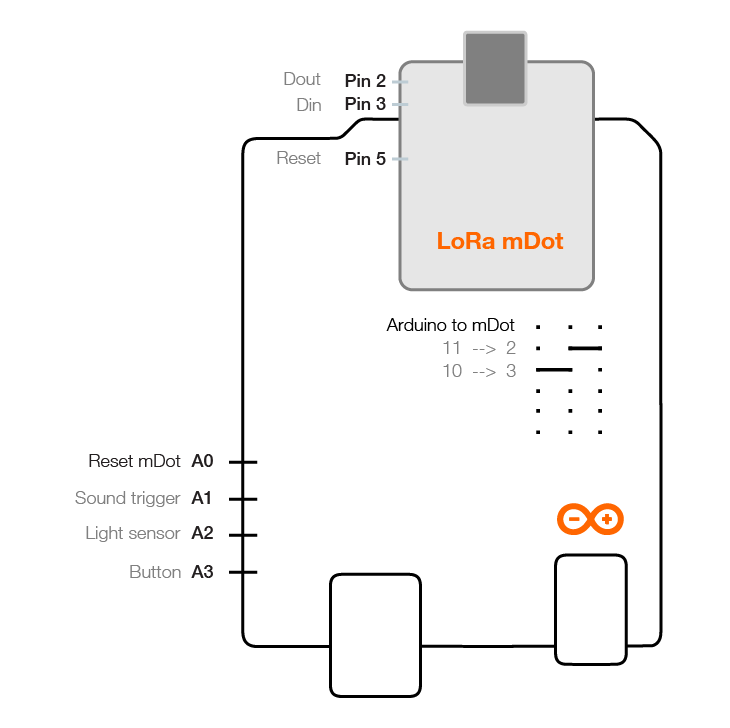 Dout Pin 2
Din Pin 3
Reset Pin 5
LoRa mDot
Arduino to mDot
11 --> 2
10 --> 3
Reset mDot A0
Sound trigger A1
Light sensor A2
Button A3